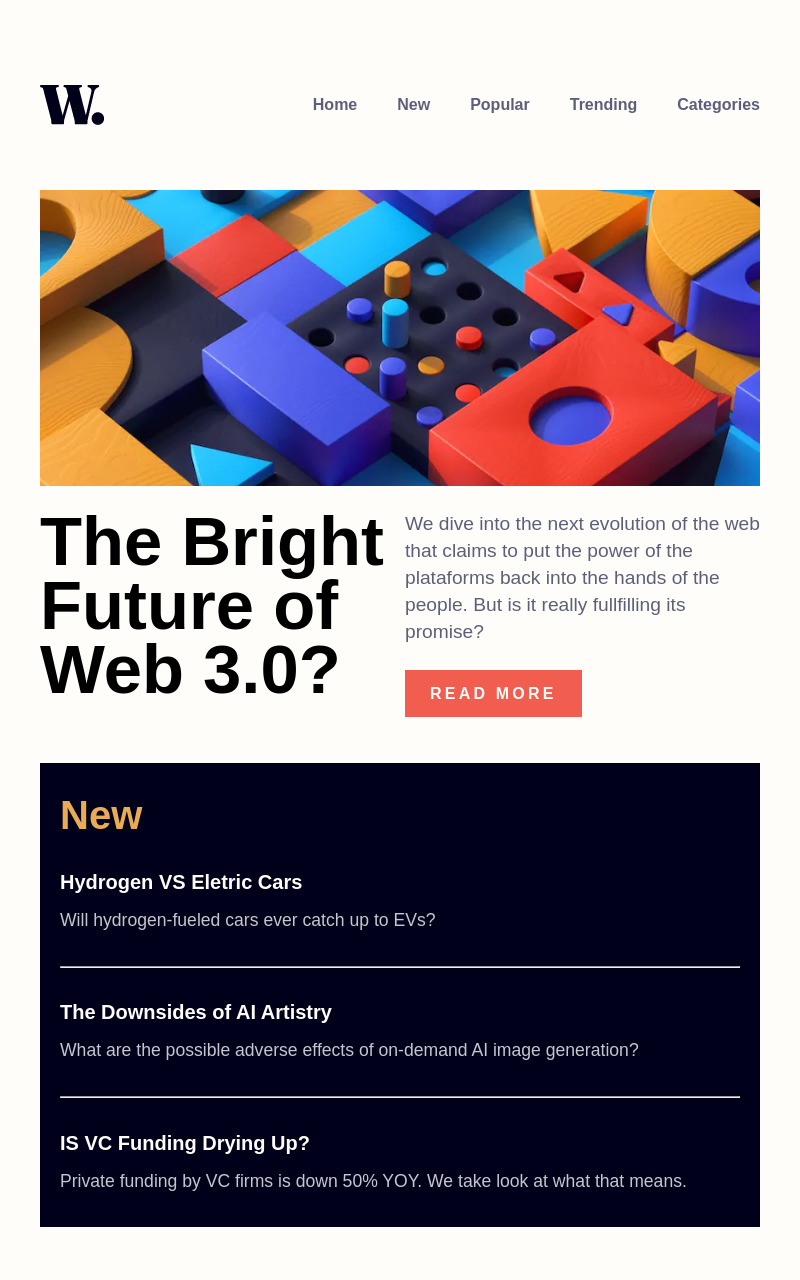 W.
Home New Popular Trending Categories
The Bright
Future of
Web 3.0?
We dive into the next evolution of the web
that claims to put the power of the
plataforms back into the hands of the
people. But is it really fullfilling its
promise?
READ MORE
New
Hydrogen VS Eletric Cars
Will hydrogen-fueled cars ever catch up to EVs?
The Downsides of AI Artistry
What are the possible adverse effects of on-demand AI image generation?
IS VC Funding Drying Up?
Private funding by VC firms is down 50% YOY. We take look at what that means.